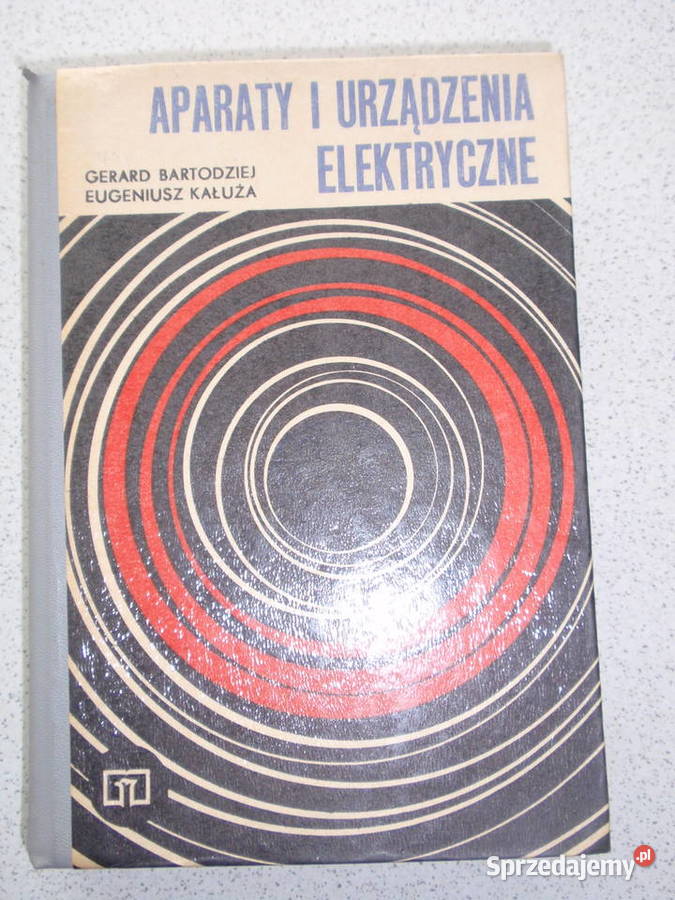 APARATY I URZĄDZENIA
ELEKTRYCZNE
GERARD BARTODZIEJ
EUGENIUSZ KAŁUŻA
Sprzedajemy.pl